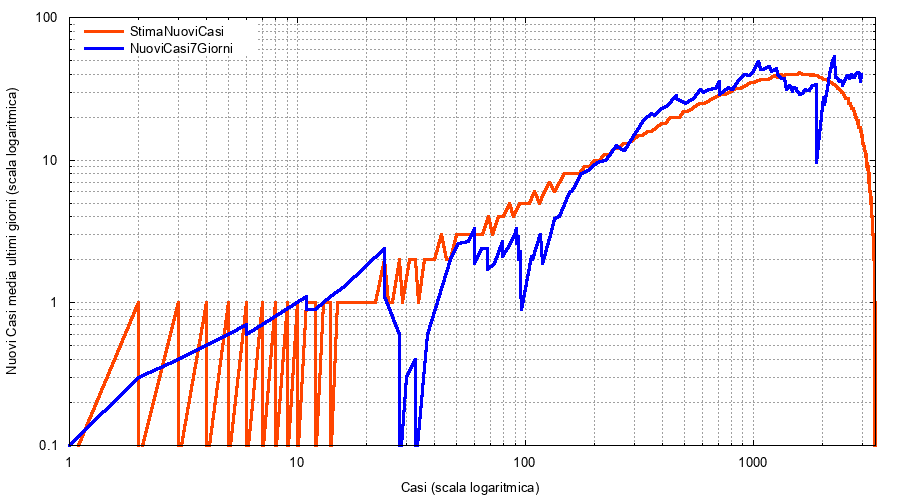 100
StimaNuoviCasi
NuoviCasi7Giorni
10
1
0.1
1
10
100
1000
Nuovi Casi media ultimi giorni (scala logaritmica)
Casi (scala logaritmica)